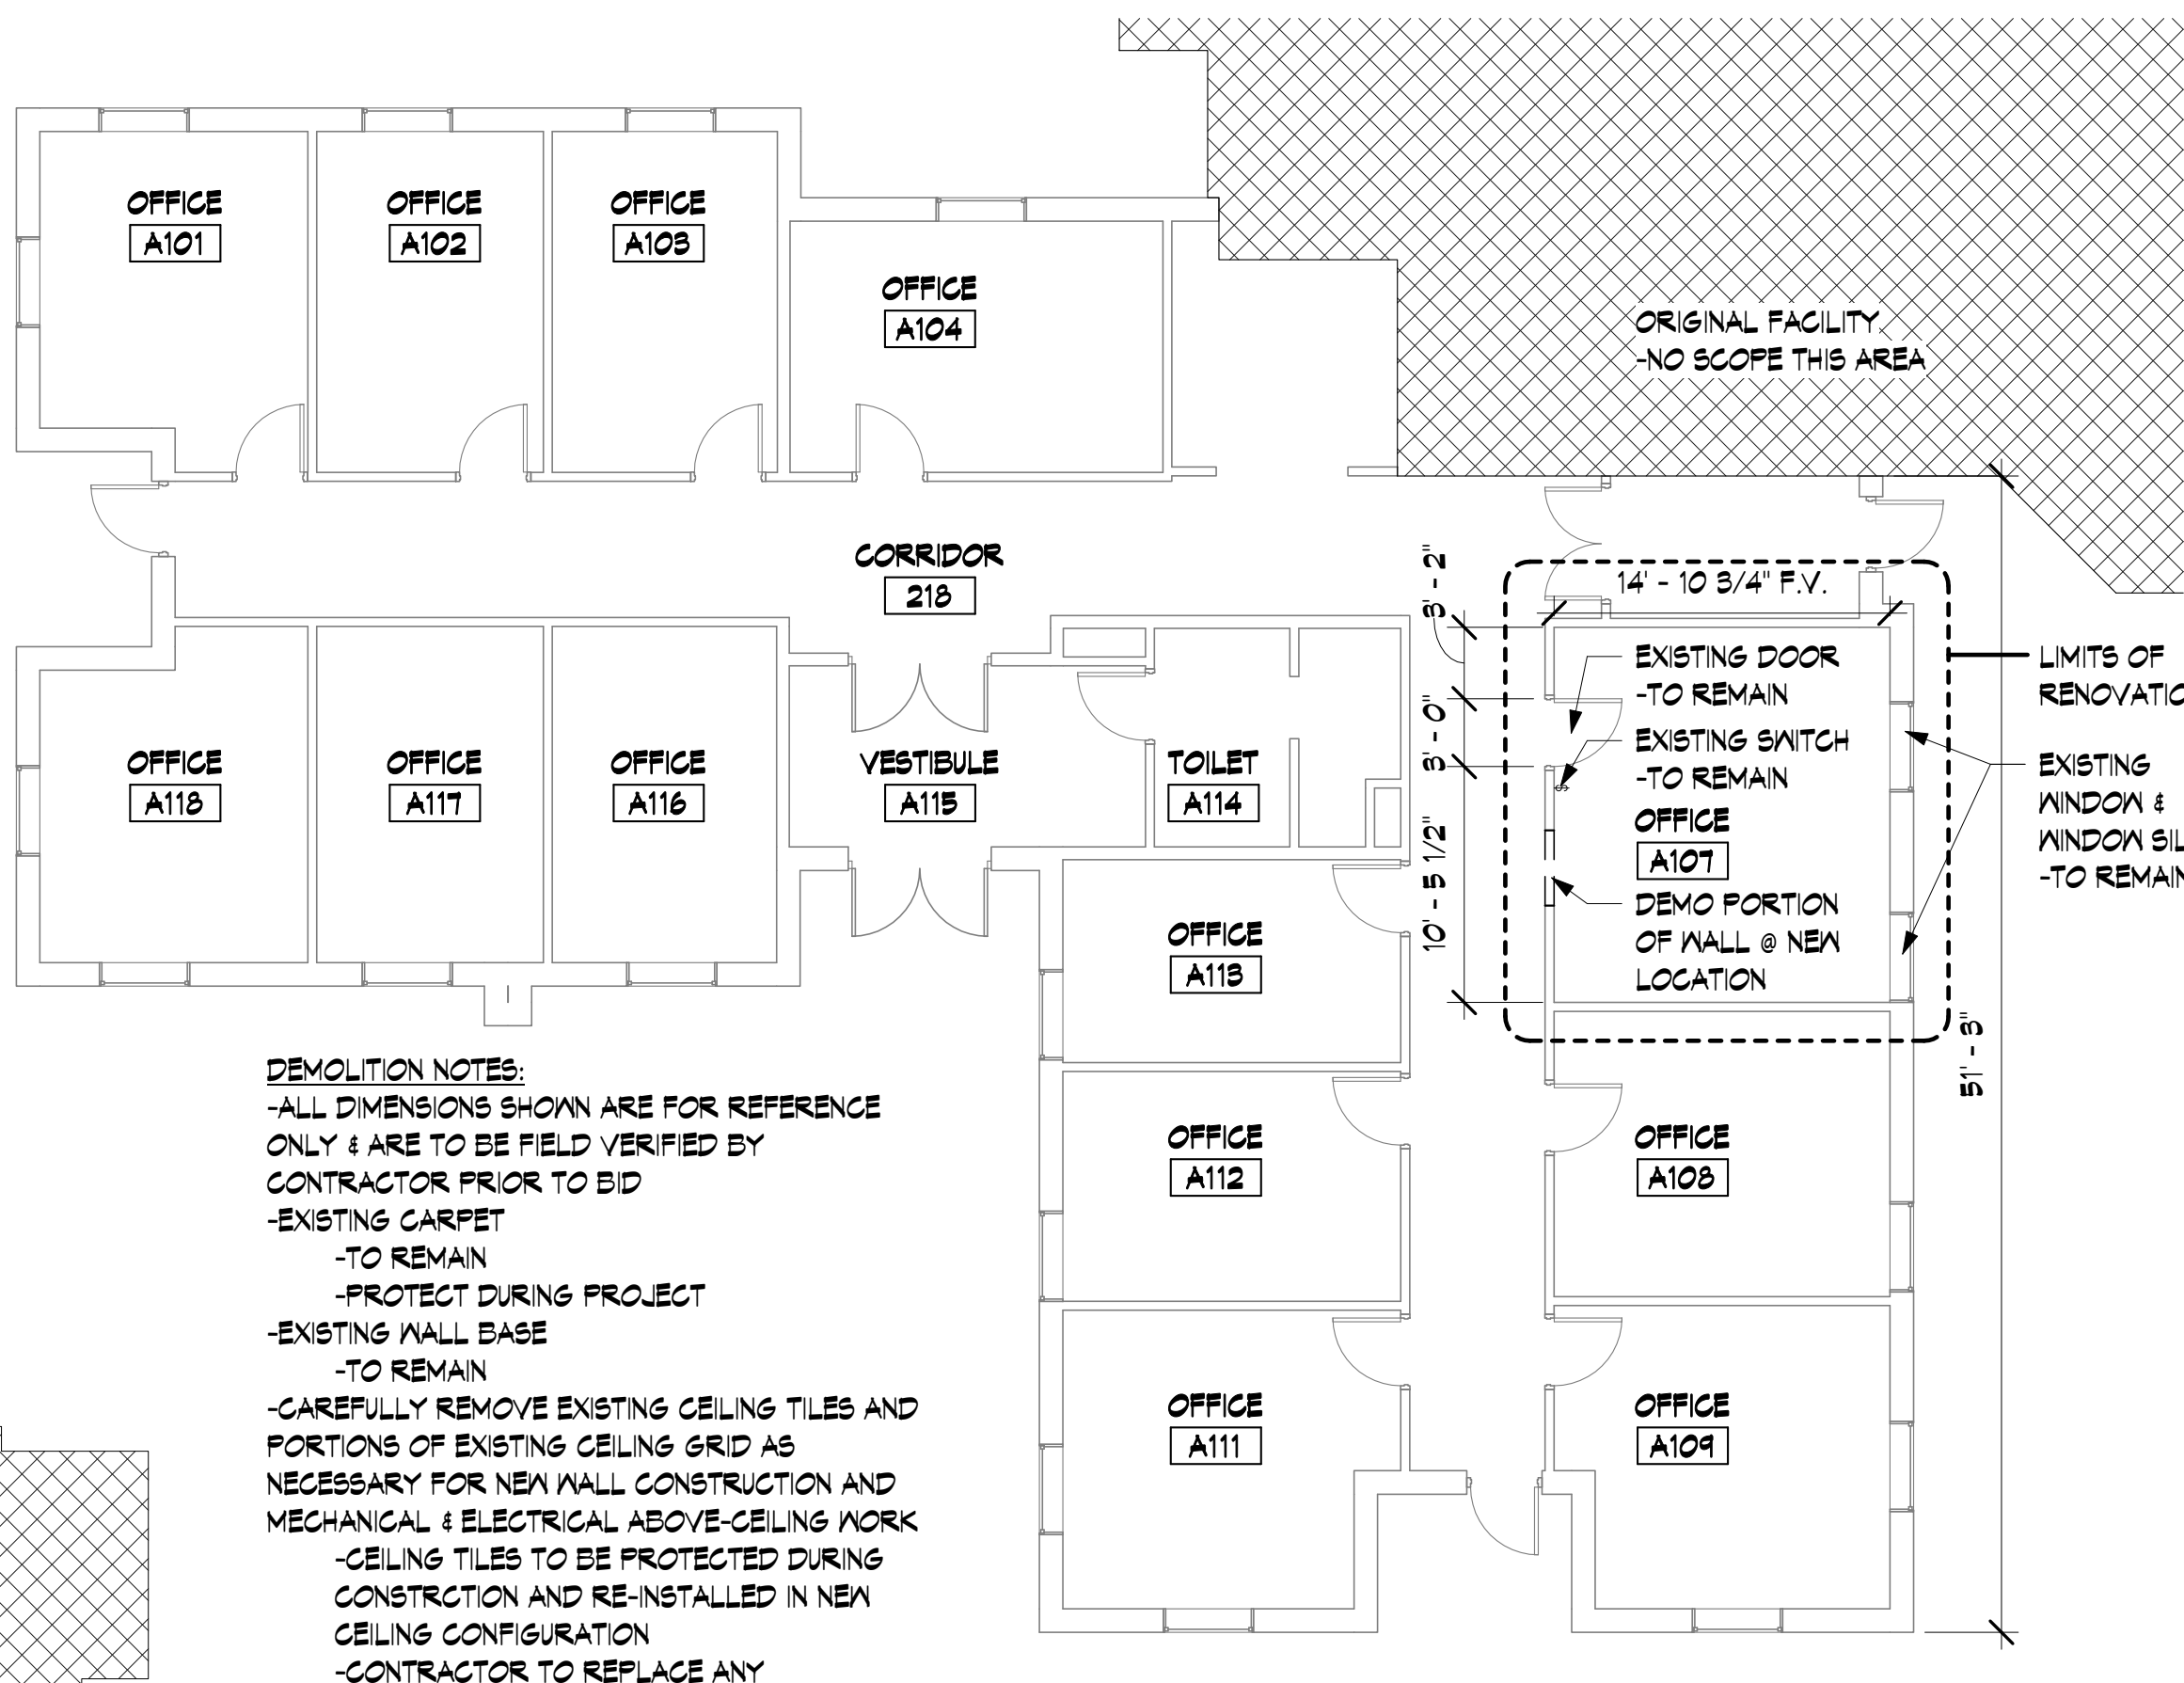 OFFICE
A101
OFFICE
A102
OFFICE
A103
OFFICE
A104
ORIGINAL FACILITY
-NO SCOPE THIS AREA
CORRIDOR
218
3' - 2"
3' - 0"
10' - 5 1/2"
14' - 10 3/4" F.V.
EXISTING DOOR
-TO REMAIN
EXISTING SWITCH
-TO REMAIN
$
OFFICE
A107
DEMO PORTION
OF WALL @ NEW
LOCATION
LIMITS OF
RENOVATIO
EXISTING
WINDOW &
WINDOW SIL
-TO REMAIN
51' - 3"
OFFICE
A118
OFFICE
A117
OFFICE
A116
VESTIBULE
A115
TOILET
A114
OFFICE
A113
OFFICE
A112
OFFICE
A108
OFFICE
A111
OFFICE
A109
DEMOLITION NOTES:
-ALL DIMENSIONS SHOWN ARE FOR REFERENCE
ONLY & ARE TO BE FIELD VERIFIED BY
CONTRACTOR PRIOR TO BID
-EXISTING CARPET
-TO REMAIN
-PROTECT DURING PROJECT
-EXISTING WALL BASE
-TO REMAIN
-CAREFULLY REMOVE EXISTING CEILING TILES AND
PORTIONS OF EXISTING CEILING GRID AS
NECESSARY FOR NEW WALL CONSTRUCTION AND
MECHANICAL & ELECTRICAL ABOVE-CEILING WORK
-CEILING TILES TO BE PROTECTED DURING
CONSTRCTION AND RE-INSTALLED IN NEW
CEILING CONFIGURATION
-CONTRACTOR TO REPLACE ANY